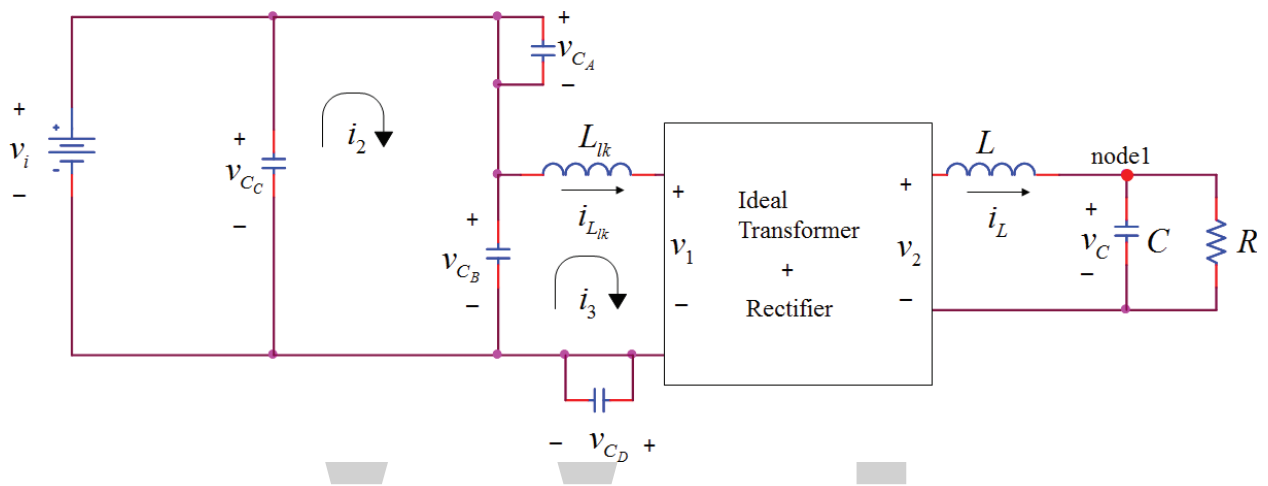 +
+
v_{C_A}
−
+
v_i
−
+
-
+
v_{C_C}
−
i_2
L_{lk}
i_{L_{lk}}
+
v_{C_B}
−
i_3
+
v_1
−
Ideal
Transformer
+
Rectifier
+
v_2
−
L
i_L
node1
+
v_C
−
C
R
− v_{C_D} +